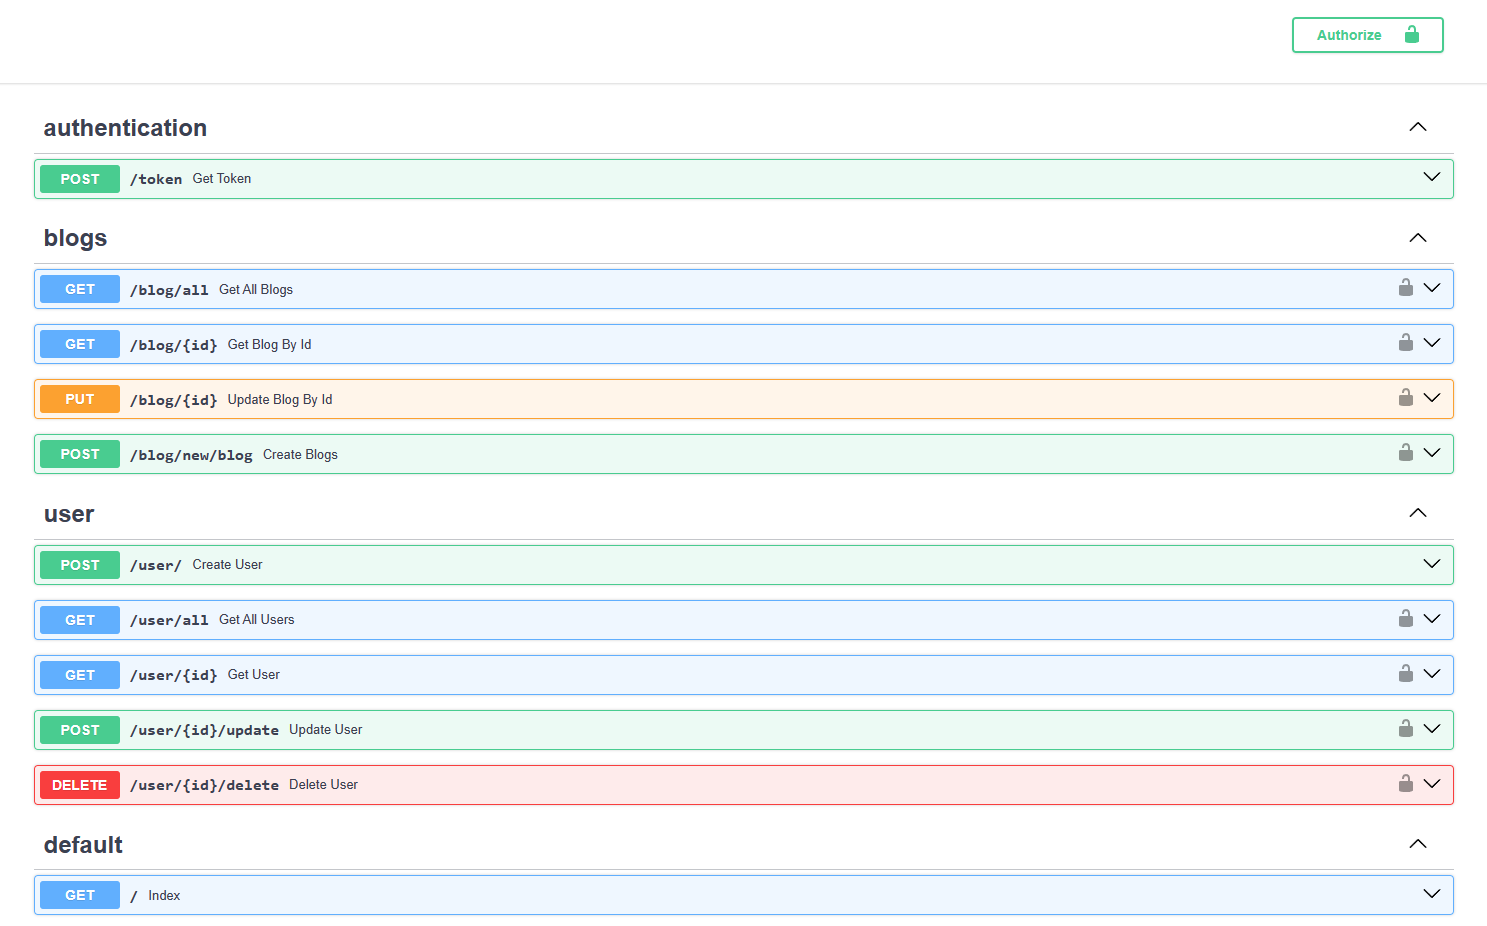 Authorize
authentication
POST /token Get Token
blogs
GET /blog/all Get All Blogs
GET /blog/{id} Get Blog By Id
PUT /blog/{id} Update Blog By Id
POST /blog/new/blog Create Blogs
user
POST /user/ Create User
GET /user/all Get All Users
GET /user/{id} Get User
POST /user/{id}/update Update User
DELETE /user/{id}/delete Delete User
default
GET / Index